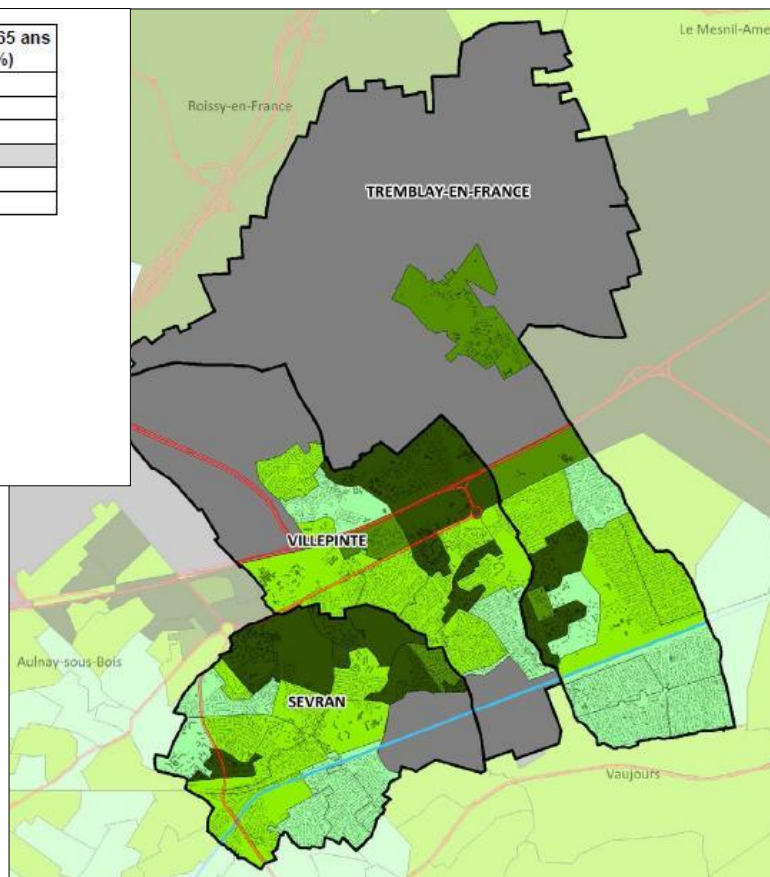 65 ans
%)
Le Mesnil-Ame
Roissy-en-France
TREMBLAY-EN-FRANCE
VILLEPINTE
Aulnay-sous-Bois
SEVRAN
Vaujours